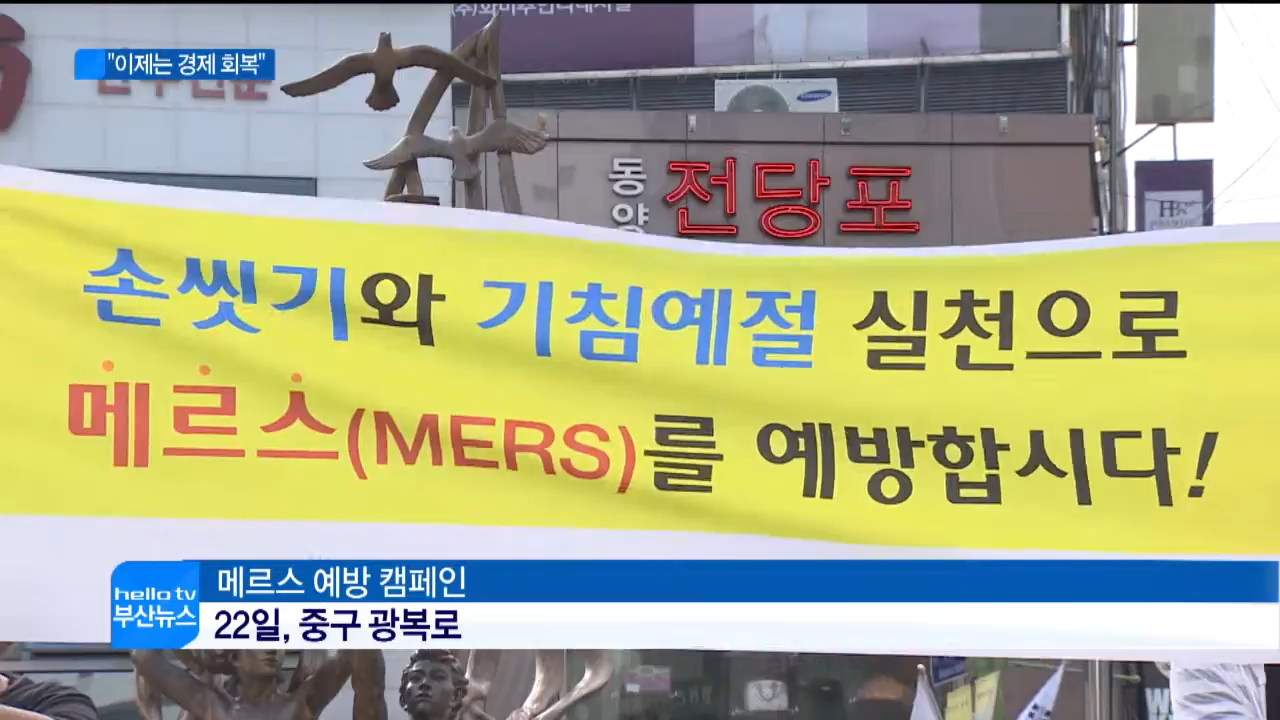 "이제는 경제 회복"
SAMSUNG
동양
전당포
손씻기와 기침예절 실천으로
메르스(MERS)를 예방합시다!
hello tv
부산뉴스
메르스 예방 캠페인
22일, 중구 광복로